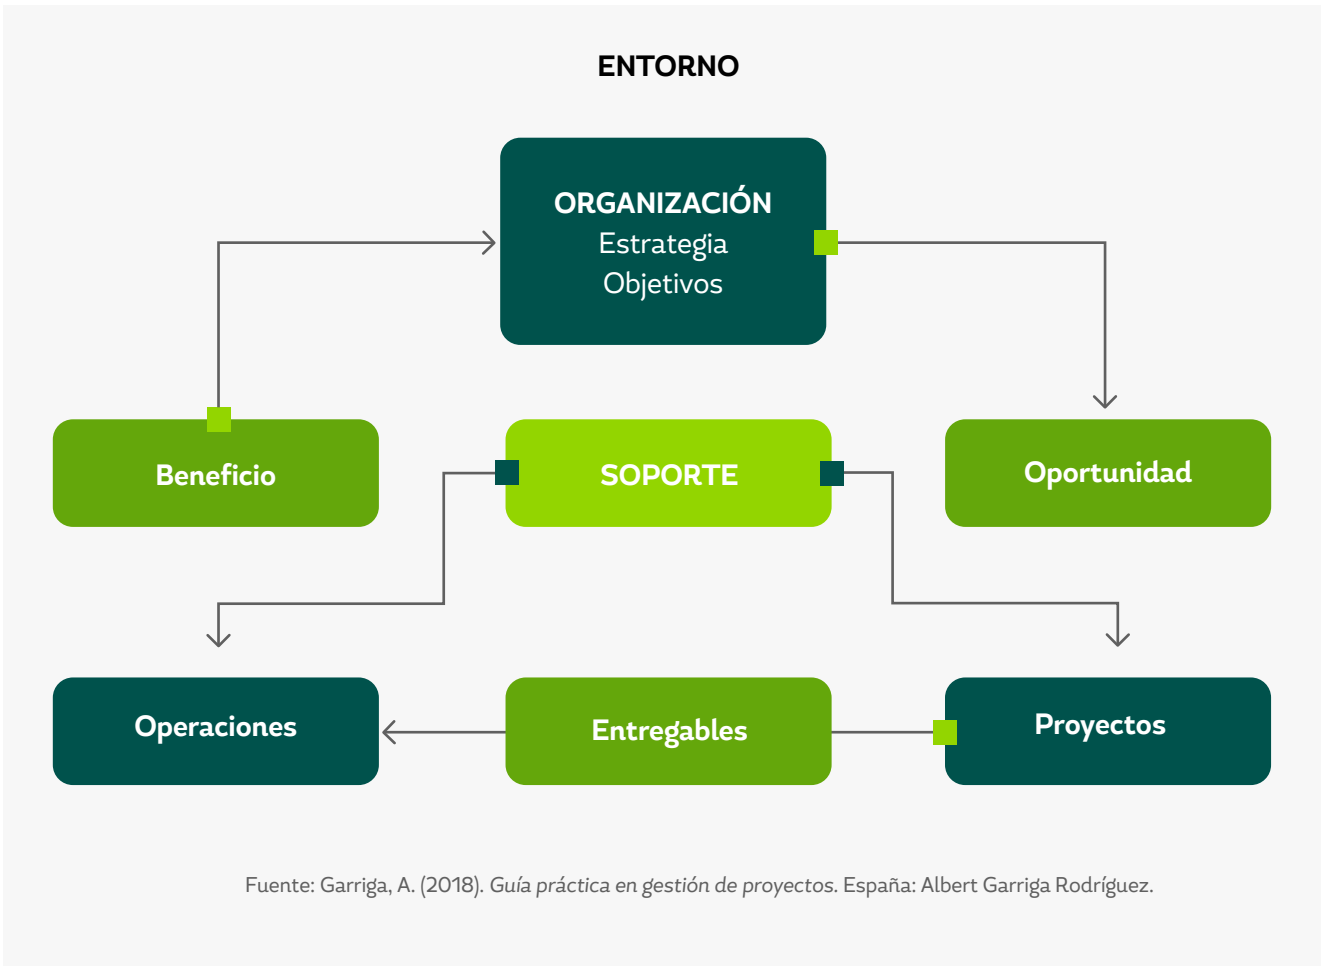 ENTORNO
ORGANIZACIÓN
Estrategia
Objetivos
Beneficio
SOPORTE
Oportunidad
Operaciones
Entregables
Proyectos
Fuente: Garriga, A. (2018). Guía práctica en gestión de proyectos. España: Albert Garriga Rodríguez.